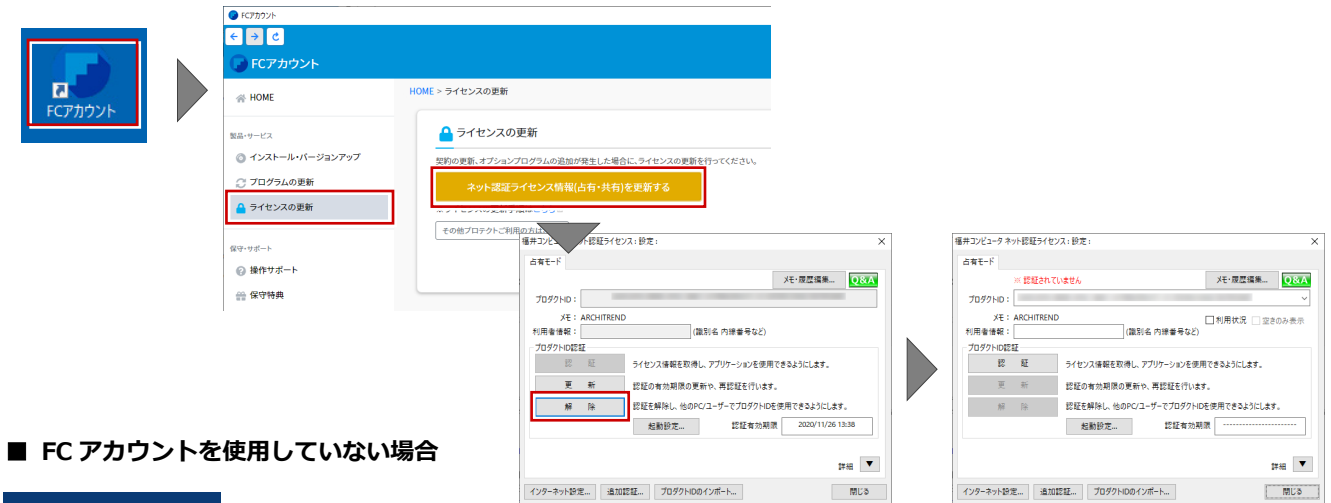 FCアカウント
FCアカウント
FCアカウント
HOME
製品・サービス
インストール・バージョンアップ
プログラムの更新
ライセンスの更新
保守・サポート
操作サポート
保守特典
HOME > ライセンスの更新
ライセンスの更新
契約の更新、オプションプログラムの追加が発生した場合に、ライセンスの更新を行ってください。
ネット認証ライセンス情報(占有・共有)を更新する
その他プロテクトご利用の方は
福井コンピュータ ネット認証ライセンス : 設定 :
占有モード
メモ・履歴編集... Q&A
プロダクトID :
メモ : ARCHITREND
利用者情報 : (識別名 内線番号など)
プロダクトID認証
認 証 ライセンス情報を取得し、アプリケーションを使用できるようにします。
更 新 認証の有効期限の更新や、再認証を行います。
解 除 認証を解除し、他のPC/ユーザーでプロダクトIDを使用できるようにします。
起動設定... 認証有効期限 2020/11/26 13:38
詳細 ▼
インターネット設定... 追加認証... プロダクトIDのインポート... 閉じる
福井コンピュータ ネット認証ライセンス : 設定 :
占有モード
※ 認証されていません メモ・履歴編集... Q&A
プロダクトID :
メモ : ARCHITREND 利用状況 空きのみ表示
利用者情報 : (識別名 内線番号など)
プロダクトID認証
認 証 ライセンス情報を取得し、アプリケーションを使用できるようにします。
更 新 認証の有効期限の更新や、再認証を行います。
解 除 認証を解除し、他のPC/ユーザーでプロダクトIDを使用できるようにします。
起動設定... 認証有効期限 -----------------------
詳細 ▼
インターネット設定... 追加認証... プロダクトIDのインポート... 閉じる
■ FC アカウントを使用していない場合